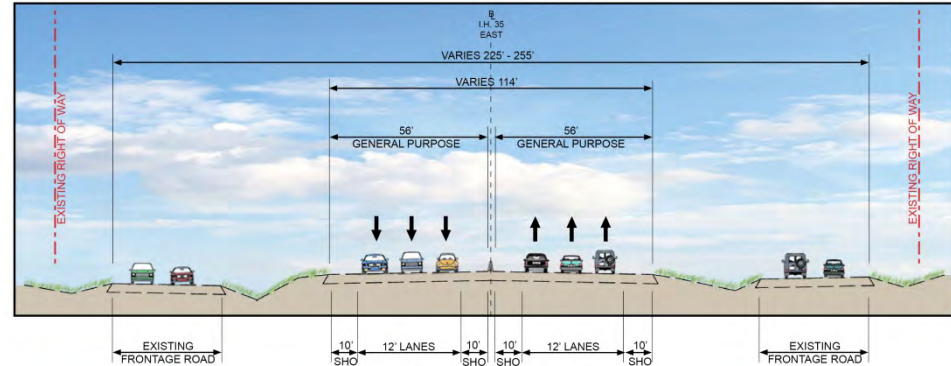 ℄
I.H. 35
EAST
VARIES 225' - 255'
VARIES 114'
56'
GENERAL PURPOSE
56'
GENERAL PURPOSE
EXISTING RIGHT OF WAY
EXISTING RIGHT OF WAY
EXISTING
FRONTAGE ROAD
10'
SHO
12' LANES
10'
SHO
10'
SHO
12' LANES
10'
SHO
EXISTING
FRONTAGE ROAD